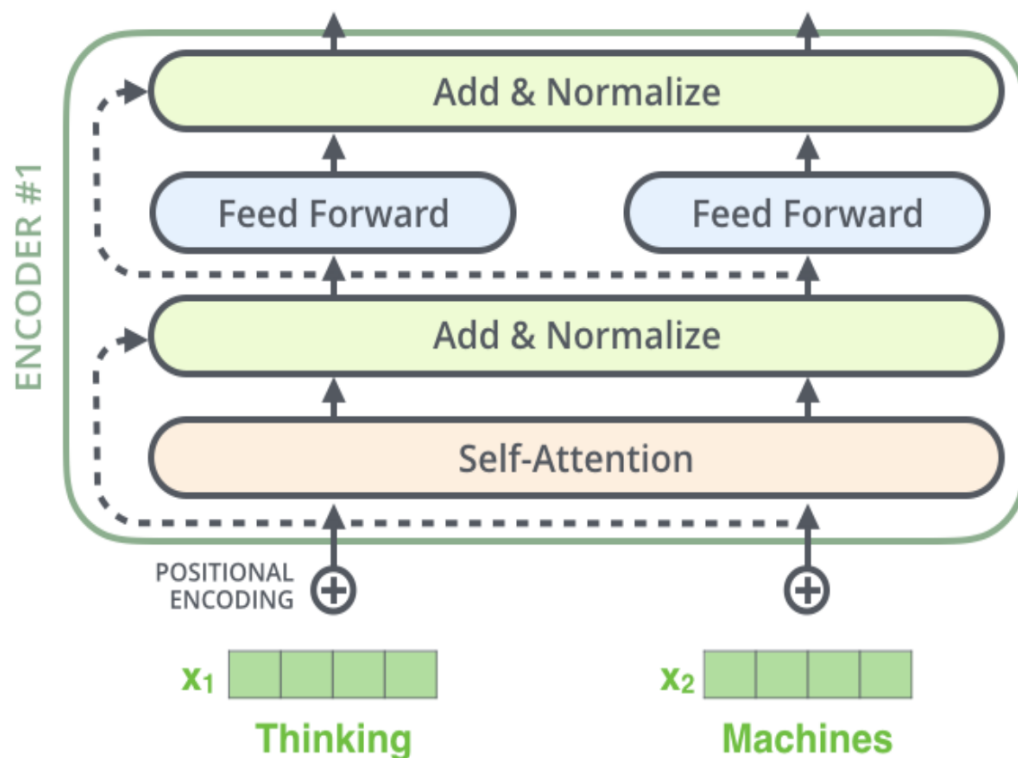 ENCODER #1
Add & Normalize
Feed Forward
Feed Forward
Add & Normalize
Self-Attention
POSITIONAL
ENCODING
x₁
x₂
Thinking
Machines